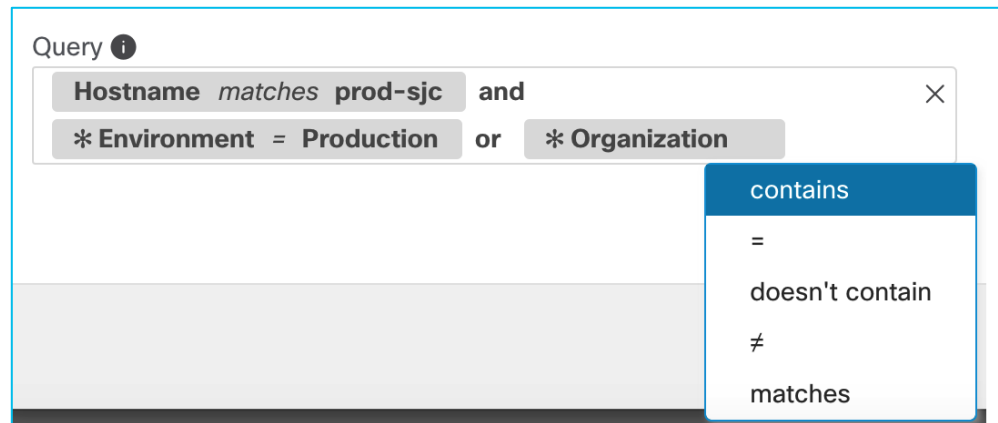 Query i
Hostname matches prod-sjc and
* Environment = Production or * Organization
contains
=
doesn't contain
≠
matches